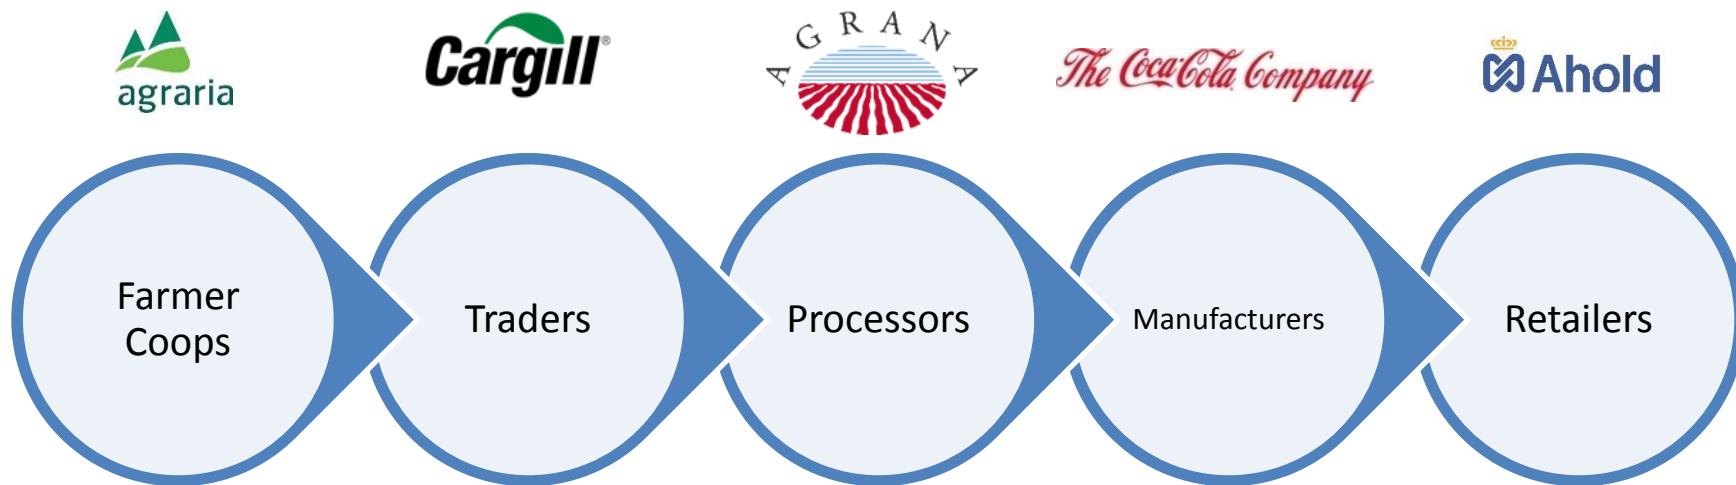 agraria
Cargill®
AGRANA
The Coca-Cola Company
Ahold
Farmer
Coops
Traders
Processors
Manufacturers
Retailers